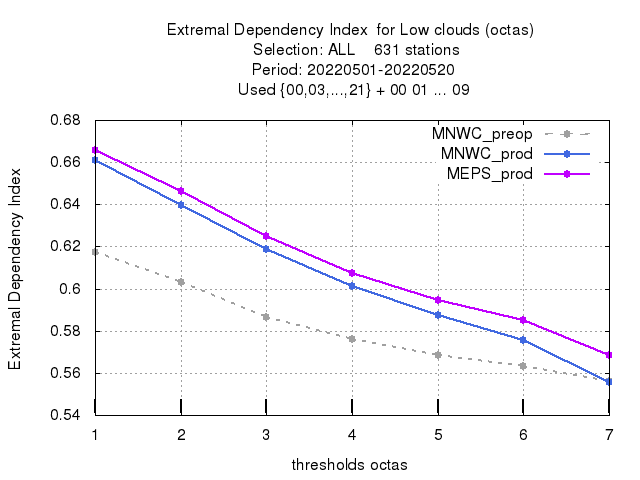 Extremal Dependency Index  for Low clouds (octas)
Selection: ALL    631 stations
Period: 20220501-20220520
Used {00,03,...,21} + 00 01 ... 09
MNWC_preop
MNWC_prod
MEPS_prod
Extremal Dependency Index
0.68
0.66
0.64
0.62
0.6
0.58
0.56
0.54
1 2 3 4 5 6 7
thresholds octas